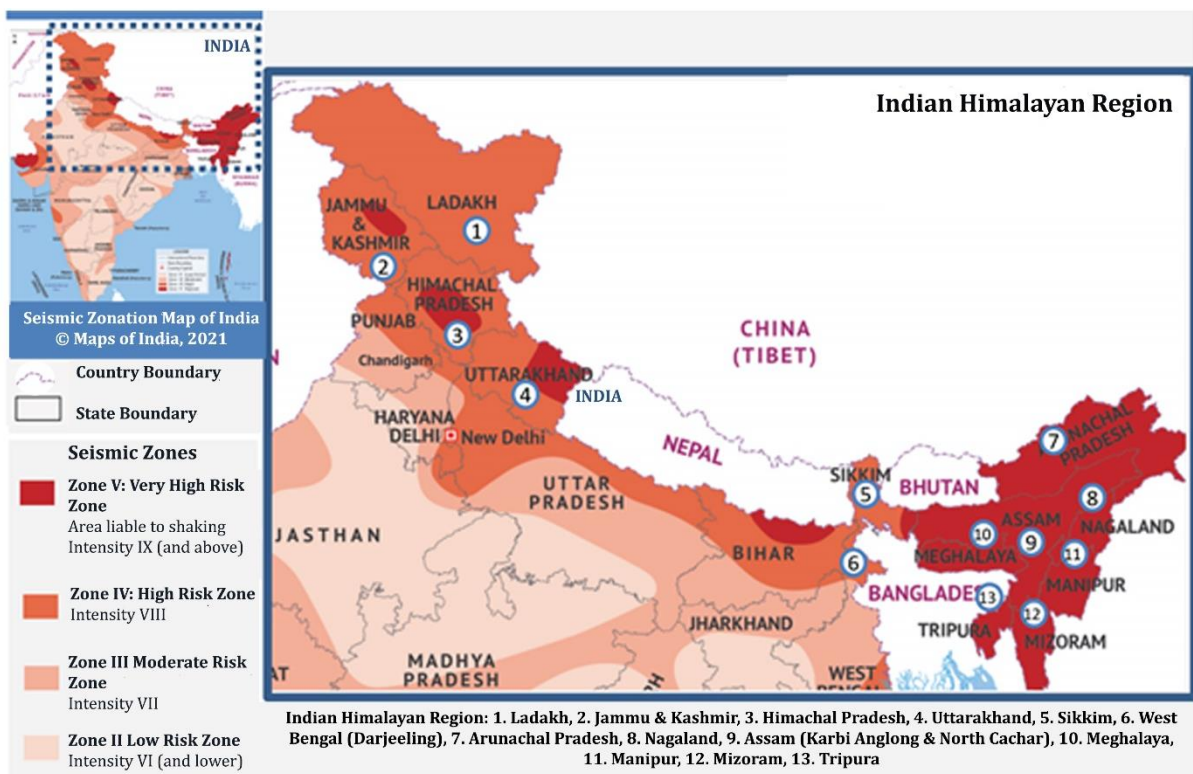 INDIA
CHINA
(TIBET)
Seismic Zonation Map of India
© Maps of India, 2021
Country Boundary
State Boundary
Seismic Zones
Zone V: Very High Risk
Zone
Area liable to shaking
Intensity IX (and above)
Zone IV: High Risk Zone
Intensity VIII
Zone III Moderate Risk
Zone
Intensity VII
Zone II Low Risk Zone
Intensity VI (and lower)
Indian Himalayan Region
JAMMU
&
KASHMIR
2
LADAKH
1
HIMACHAL
PRADESH
3
PUNJAB
Chandigarh
UTTARAKHAND
4
INDIA
HARYANA
DELHI
New Delhi
CHINA
(TIBET)
NEPAL
UTTAR
PRADESH
JASTHAN
BIHAR
SIKKIM
5
6
BHUTAN
7
NACHAL
PRADESH
8
NAGALAND
ASSAM
9
10
MEGHALAYA
11
MANIPUR
BANGLADE
13
TRIPURA
12
MIZORAM
JHARKHAND
MADHYA
PRADESH
WEST
Indian Himalayan Region: 1. Ladakh, 2. Jammu & Kashmir, 3. Himachal Pradesh, 4. Uttarakhand, 5. Sikkim, 6. West
Bengal (Darjeeling), 7. Arunachal Pradesh, 8. Nagaland, 9. Assam (Karbi Anglong & North Cachar), 10. Meghalaya,
11. Manipur, 12. Mizoram, 13. Tripura